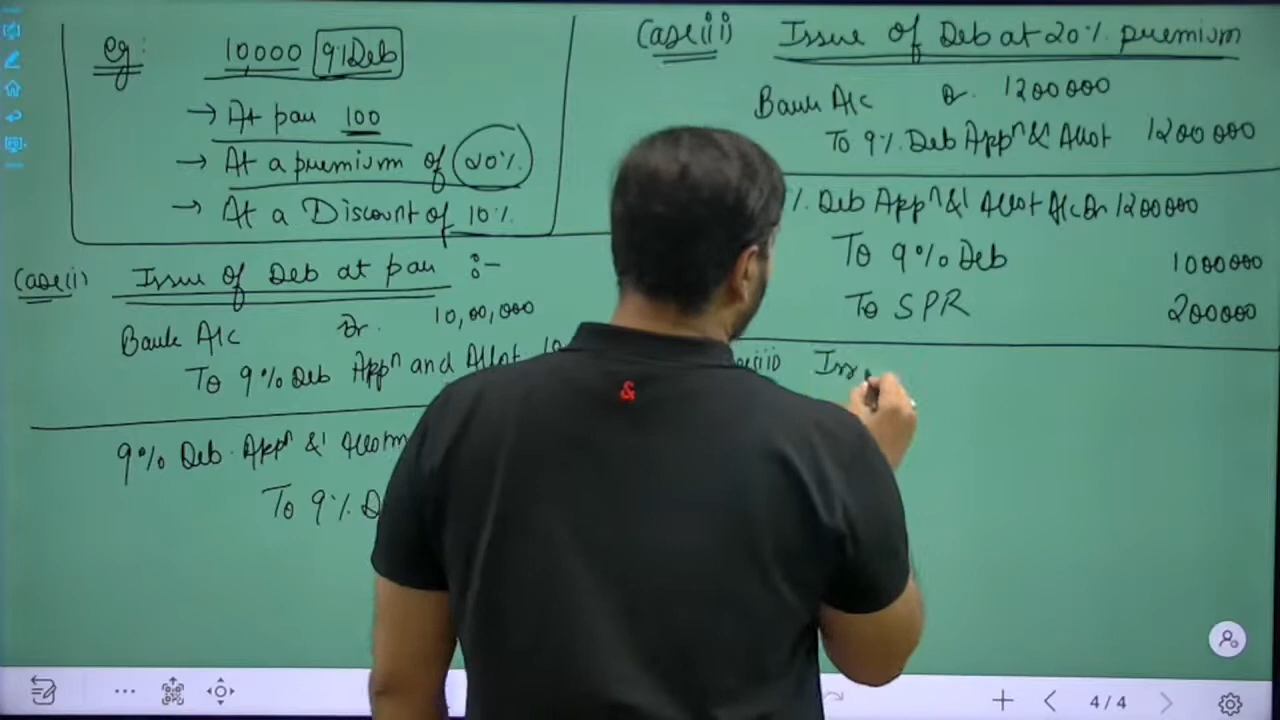 eg:
10000 9% Deb
→ At par 100
→ At a premium of 20%
→ At a Discount of 10%
Case(i) Issue of Deb at par :-
Bank A/c Dr. 10,00,000
To 9% Deb Appn and Allot 10
9% Deb. Appn & Allotm
To 9% D
Case(ii) Issue of Deb at 20% premium
Bank A/c Dr. 1200000
To 9% Deb Appn & Allot 1200000
% Deb Appn & Allot A/c Dr 1200000
To 9% Deb 1000000
To SPR 200000
Iss
&
4/4